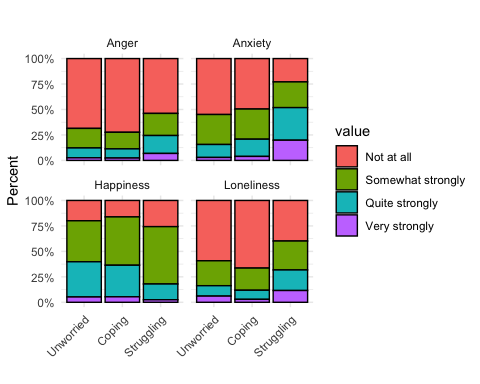 Anger
Anxiety
100%
75%
50%
25%
0%
Happiness
Loneliness
100%
75%
50%
25%
0%
Percent
Unworried
Coping
Struggling
Unworried
Coping
Struggling
value
Not at all
Somewhat strongly
Quite strongly
Very strongly